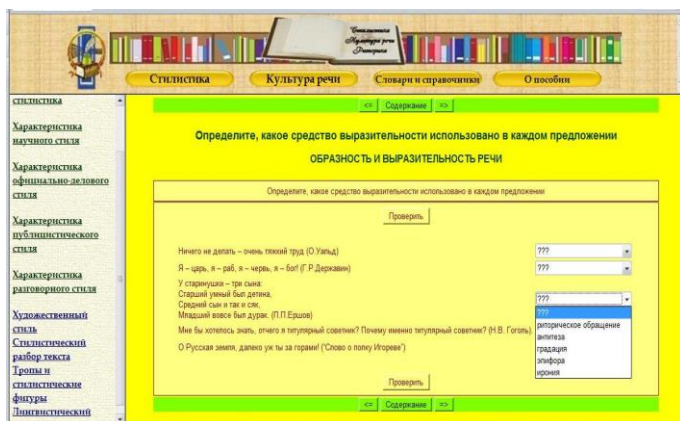 Стилистика
Культура речи
Риторика
Стилистика
Культура речи
Словари и справочники
О пособии
стилистика
Характеристика
научного стиля
Характеристика
официально-делового
стиля
Характеристика
публицистического
стиля
Характеристика
разговорного стиля
Художественный
стиль
Стилистический
разбор текста
Тропы и
стилистические
фигуры
Лингвистический
<= Содержание =>
Определите, какое средство выразительности использовано в каждом предложении
ОБРАЗНОСТЬ И ВЫРАЗИТЕЛЬНОСТЬ РЕЧИ
Определите, какое средство выразительности использовано в каждом предложении
Проверить
Ничего не делать – очень тяжкий труд (О.Уальд)
???
Я – царь, я – раб, я – червь, я – бог! (Г.Р.Державин)
???
У старинушки – три сына:
Старший умный был детина,
Средний сын и так и сяк,
Младший вовсе был дурак. (П.П.Ершов)
???
???
риторическое обращение
антитеза
градация
эпифора
ирония
Мне бы хотелось знать, отчего я титулярный советник? Почему именно титулярный советник? (Н.В. Гоголь)
О Русская земля, далеко уж ты за горами! ("Слово о полку Игореве")
Проверить
<= Содержание =>